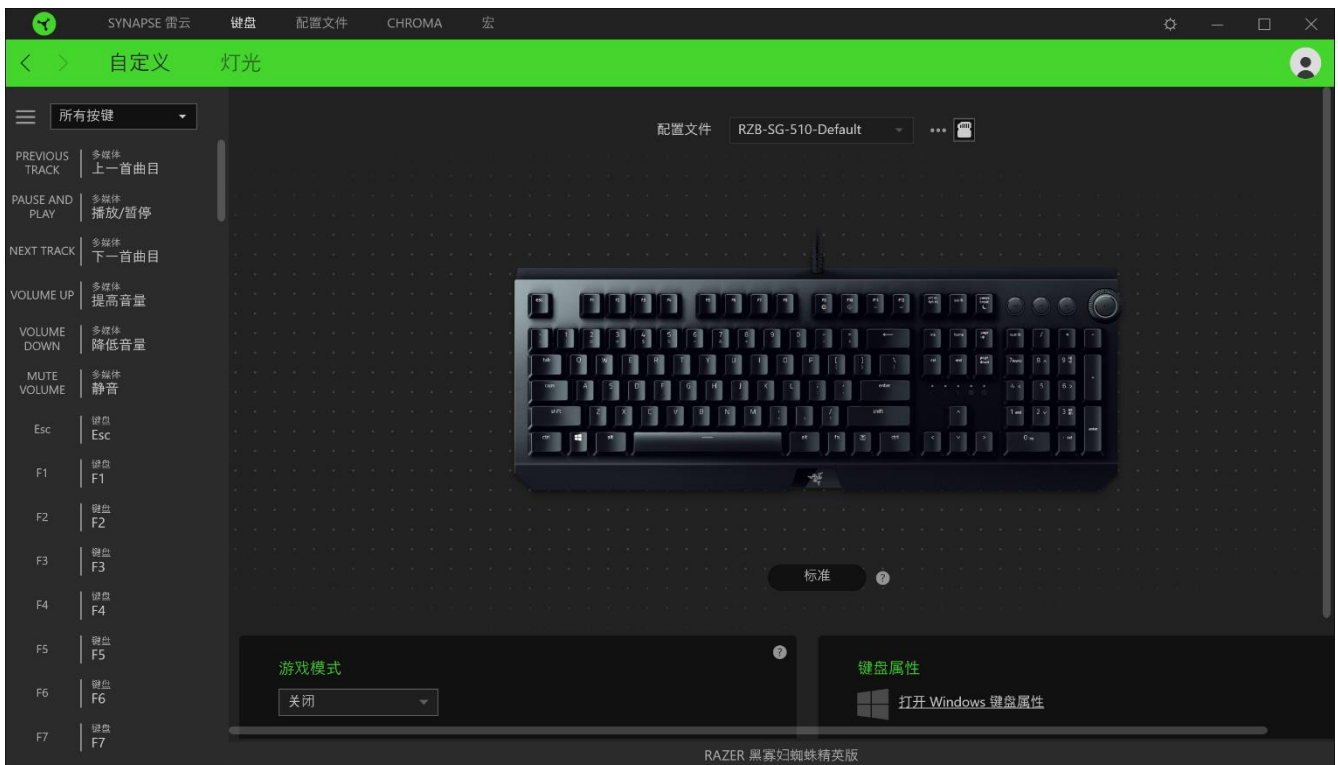 SYNAPSE 雷云 键盘 配置文件 CHROMA 宏
自定义 灯光
所有按键
配置文件 RZB-SG-510-Default
PREVIOUS TRACK 多媒体 上一首曲目
PAUSE AND PLAY 多媒体 播放/暂停
NEXT TRACK 多媒体 下一首曲目
VOLUME UP 多媒体 提高音量
VOLUME DOWN 多媒体 降低音量
MUTE VOLUME 多媒体 静音
Esc 键盘 Esc
F1 键盘 F1
F2 键盘 F2
F3 键盘 F3
F4 键盘 F4
F5 键盘 F5
F6 键盘 F6
F7 键盘 F7
标准
游戏模式
关闭
键盘属性
打开 Windows 键盘属性
RAZER 黑寡妇蜘蛛精英版